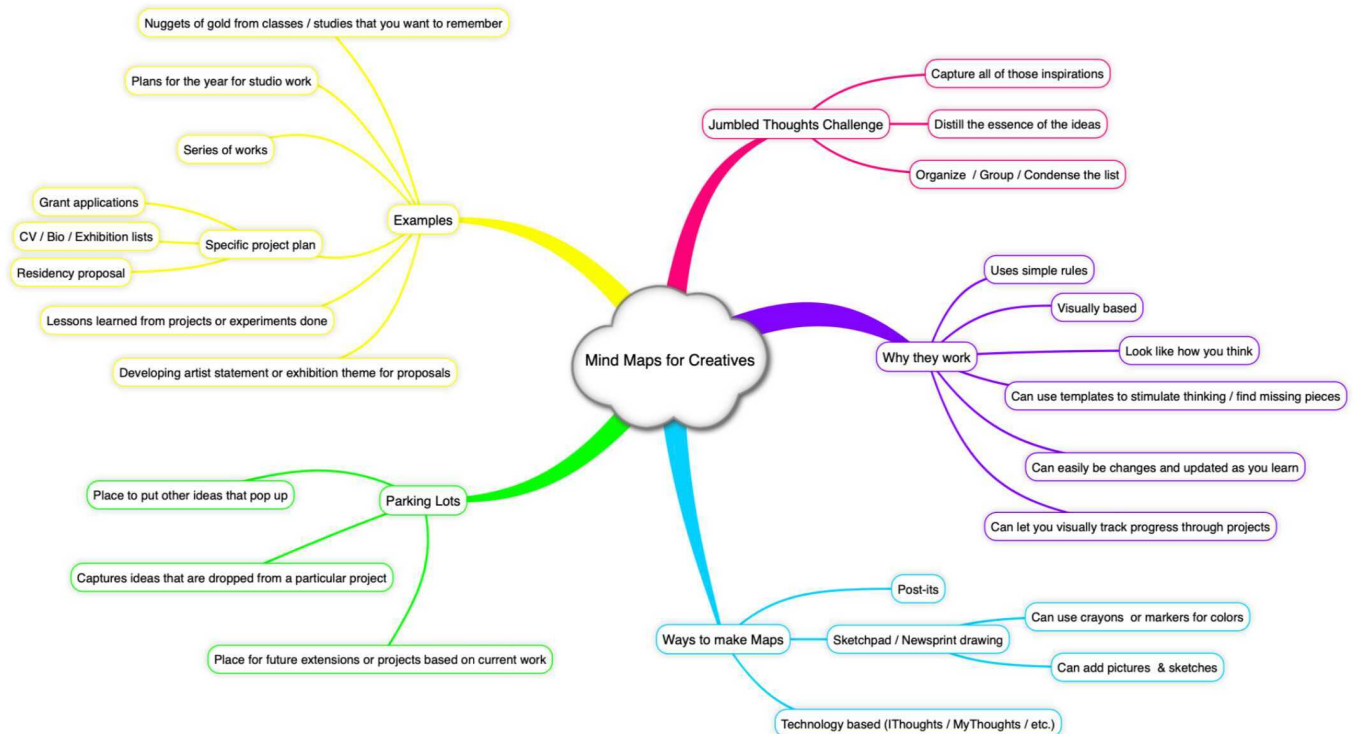 Mind Maps for Creatives
Jumbled Thoughts Challenge
Capture all of those inspirations
Distill the essence of the ideas
Organize / Group / Condense the list
Why they work
Uses simple rules
Visually based
Look like how you think
Can use templates to stimulate thinking / find missing pieces
Can easily be changes and updated as you learn
Can let you visually track progress through projects
Ways to make Maps
Post-its
Sketchpad / Newsprint drawing
Can use crayons or markers for colors
Can add pictures & sketches
Technology based (IThoughts / MyThoughts / etc.)
Parking Lots
Place to put other ideas that pop up
Captures ideas that are dropped from a particular project
Place for future extensions or projects based on current work
Examples
Nuggets of gold from classes / studies that you want to remember
Plans for the year for studio work
Series of works
Specific project plan
Grant applications
CV / Bio / Exhibition lists
Residency proposal
Lessons learned from projects or experiments done
Developing artist statement or exhibition theme for proposals